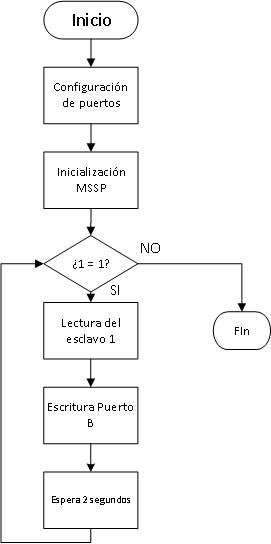 Inicio
Configuración
de puertos
Inicialización
MSSP
¿1 = 1?
NO
SI
Lectura del
esclavo 1
FIn
Escritura Puerto
B
Espera 2 segundos